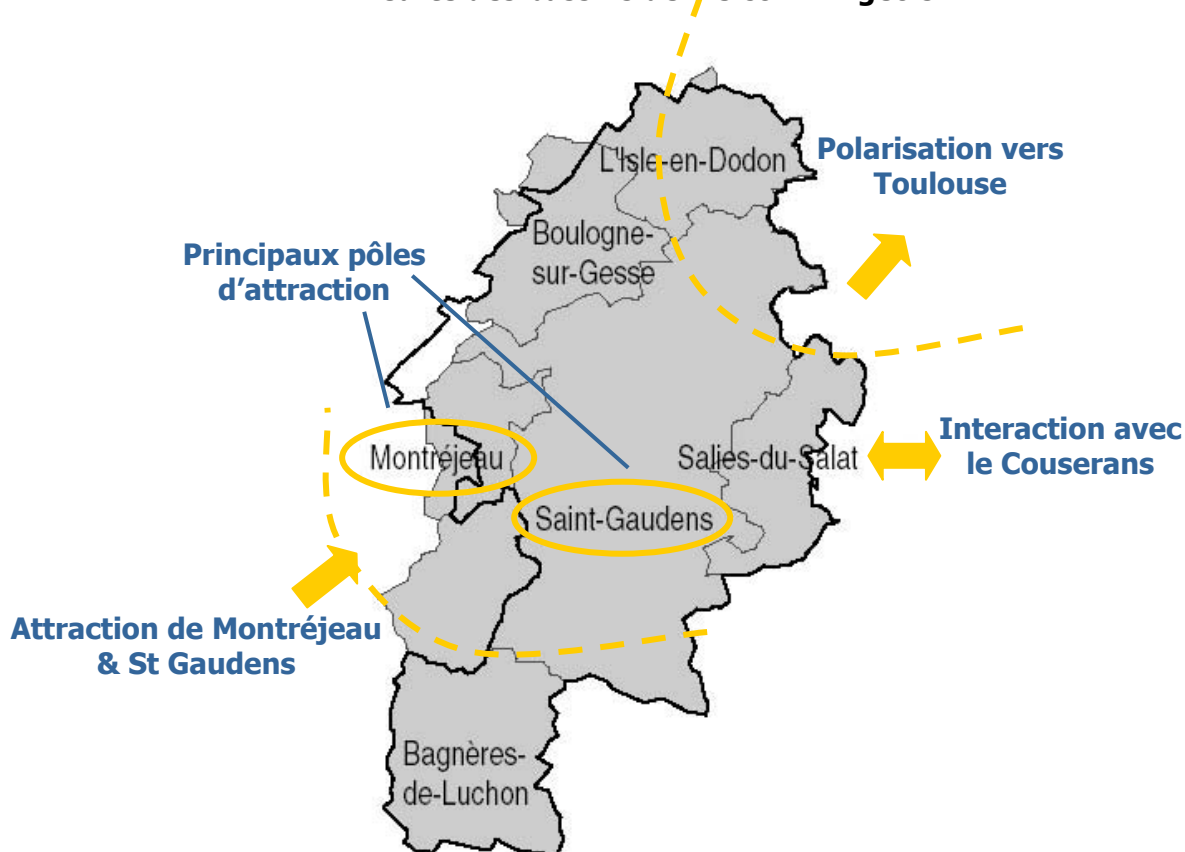 L'Isle-en-Dodon
Polarisation vers
Toulouse
Boulogne-
sur-Gesse
Principaux pôles
d'attraction
Montréjeau
Salies-du-Salat
Interaction avec
le Couserans
Saint-Gaudens
Attraction de Montréjeau
& St Gaudens
Bagnères-
de-Luchon